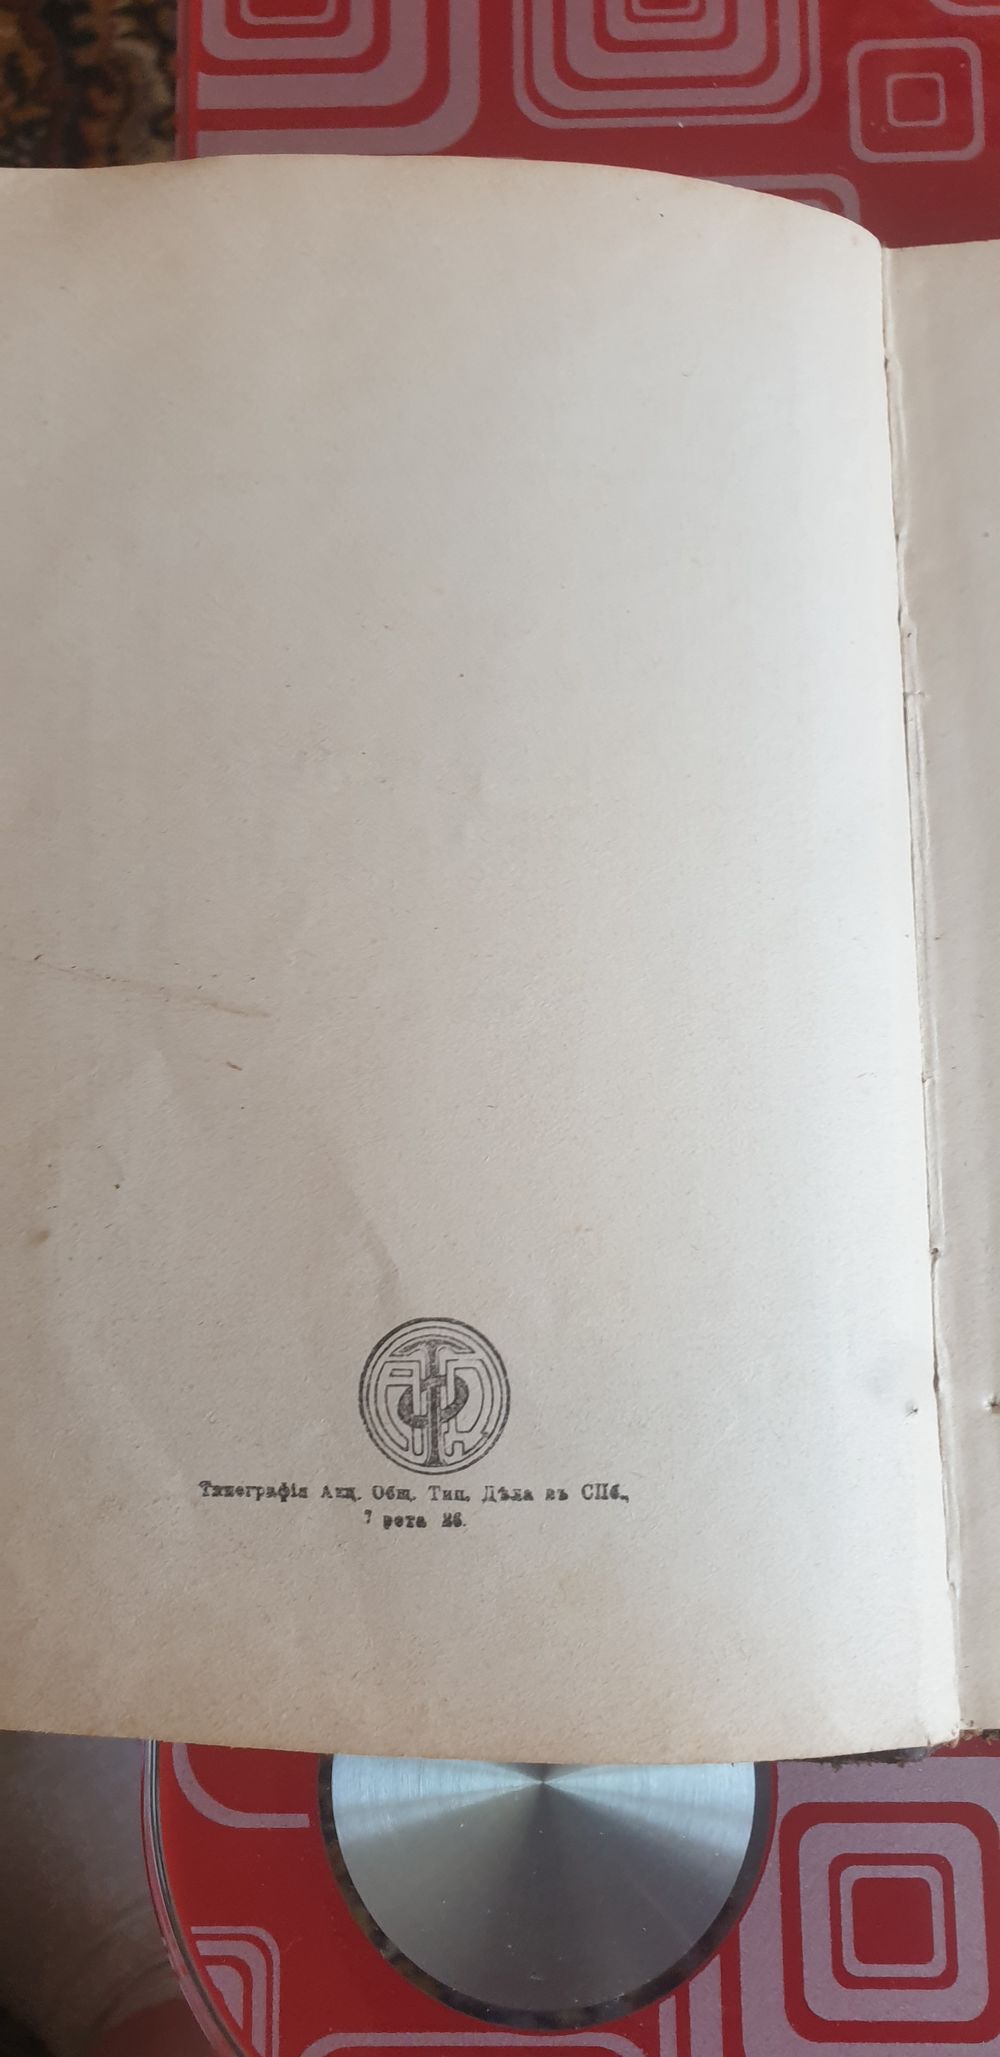 Типографія Акц. Общ. Тип. Дѣла въ СПб.,
7 рота 26.